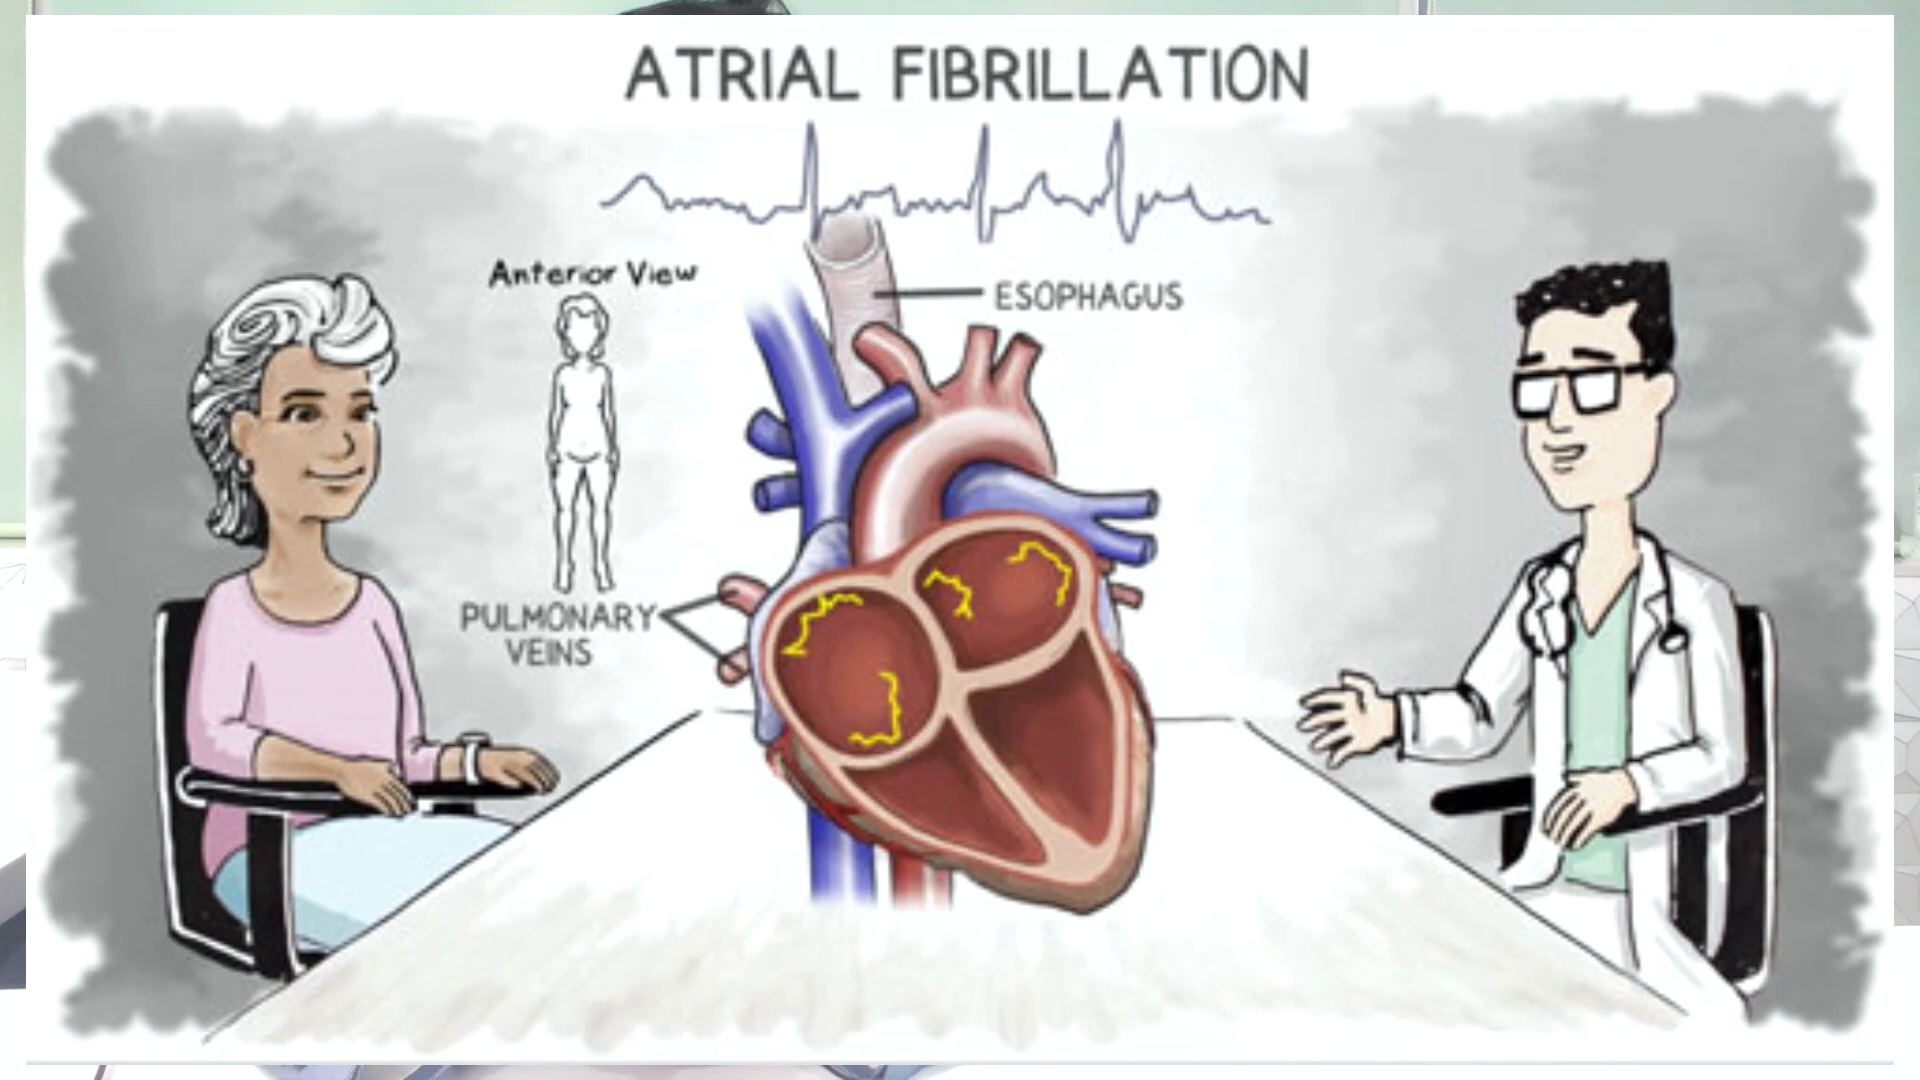 ATRIAL FIBRILLATION
Anterior View
ESOPHAGUS
PULMONARY
VEINS